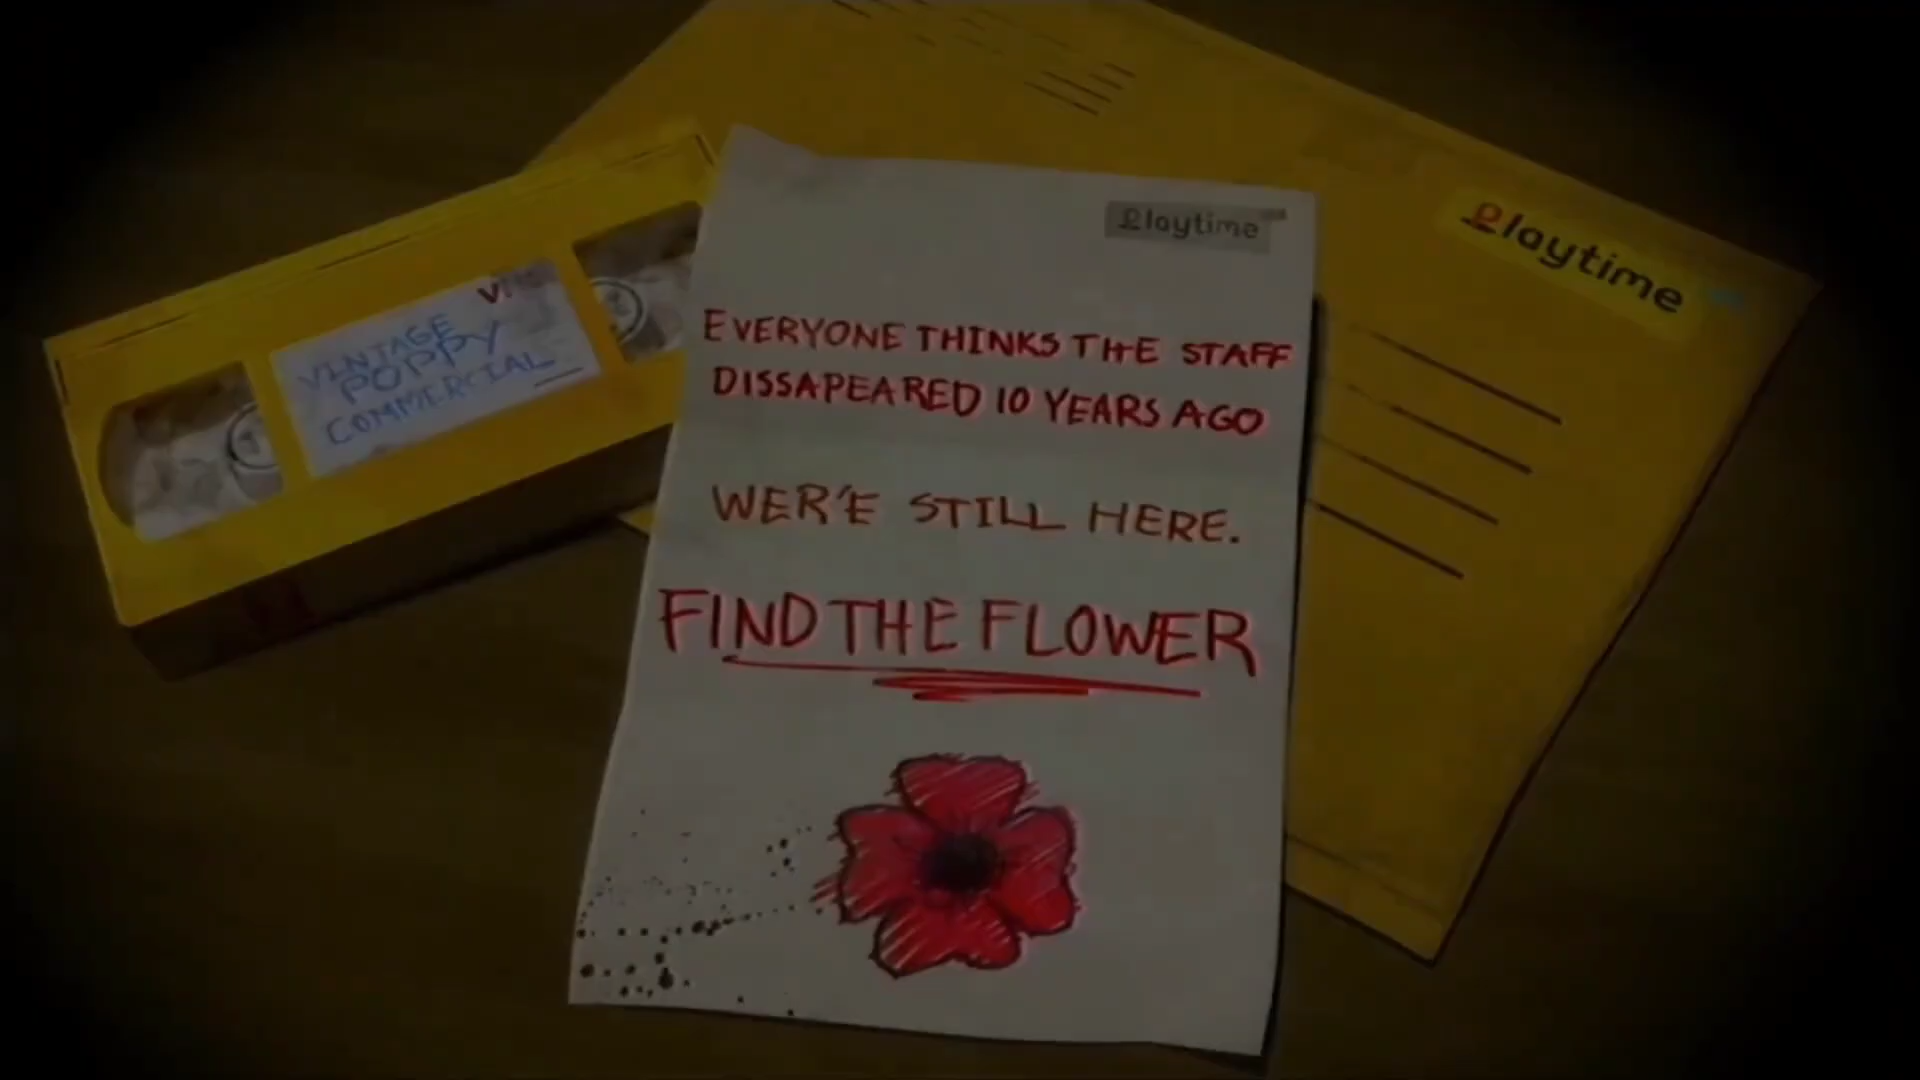 VINTAGE
POPPY
COMMERCIAL
Playtime
EVERYONE THINKS THE STAFF
DISSAPEARED 10 YEARS AGO
WER'E STILL HERE.
FIND THE FLOWER
Playtime